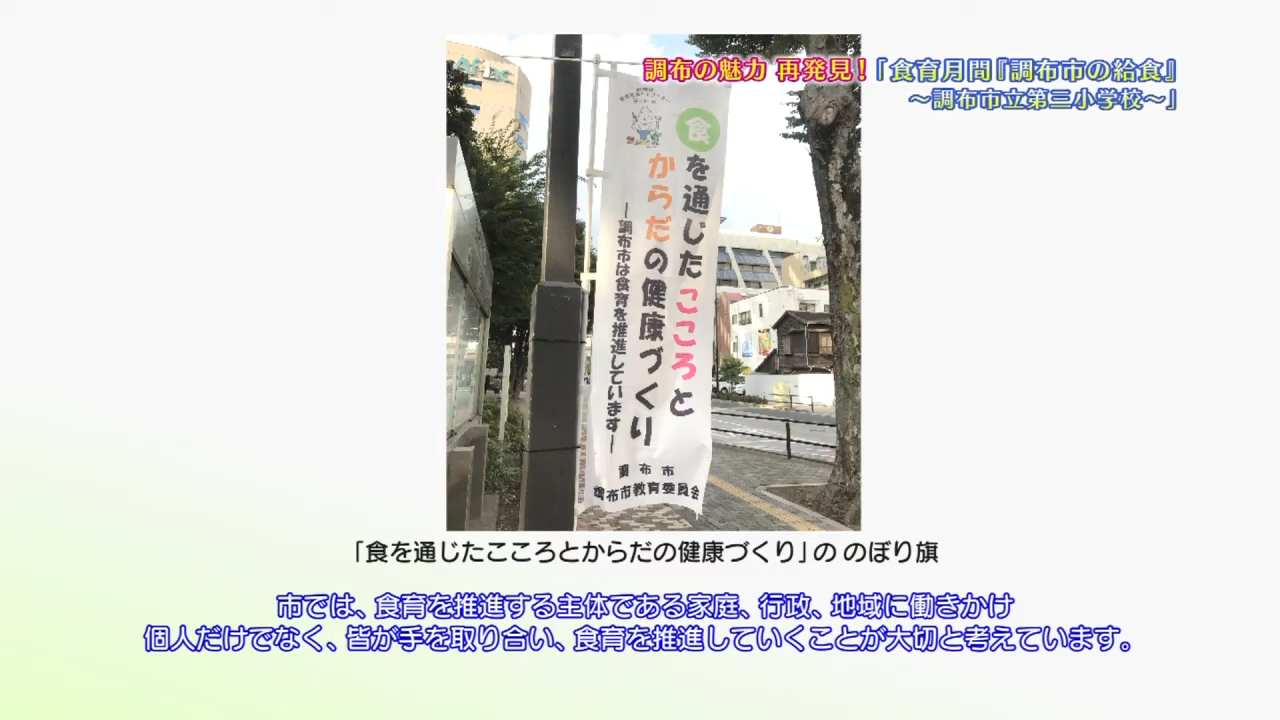 調布の魅力 再発見!「食育月間『調布市の給食』
～調布市立第三小学校～」
食を通じたこころと
からだの健康づくり
―調布市は食育を推進しています―
調布市
調布市教育委員会
「食を通じたこころとからだの健康づくり」の のぼり旗
市では、食育を推進する主体である家庭、行政、地域に働きかけ
個人だけでなく、皆が手を取り合い、食育を推進していくことが大切と考えています。